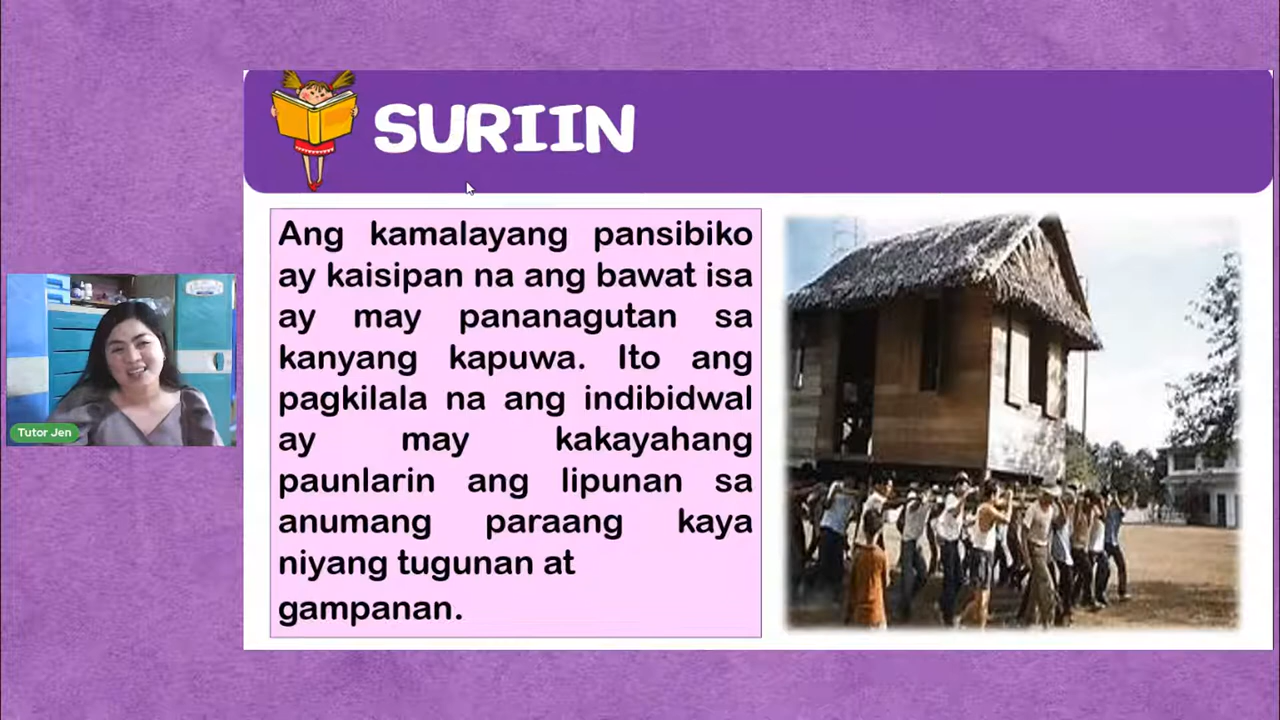 SURIIN
Ang kamalayang pansibiko
ay kaisipan na ang bawat isa
ay may pananagutan sa
kanyang kapuwa. Ito ang
pagkilala na ang indibidwal
ay may kakayahang
paunlarin ang lipunan sa
anumang paraang kaya
niyang tugunan at
gampanan.
Tutor Jen